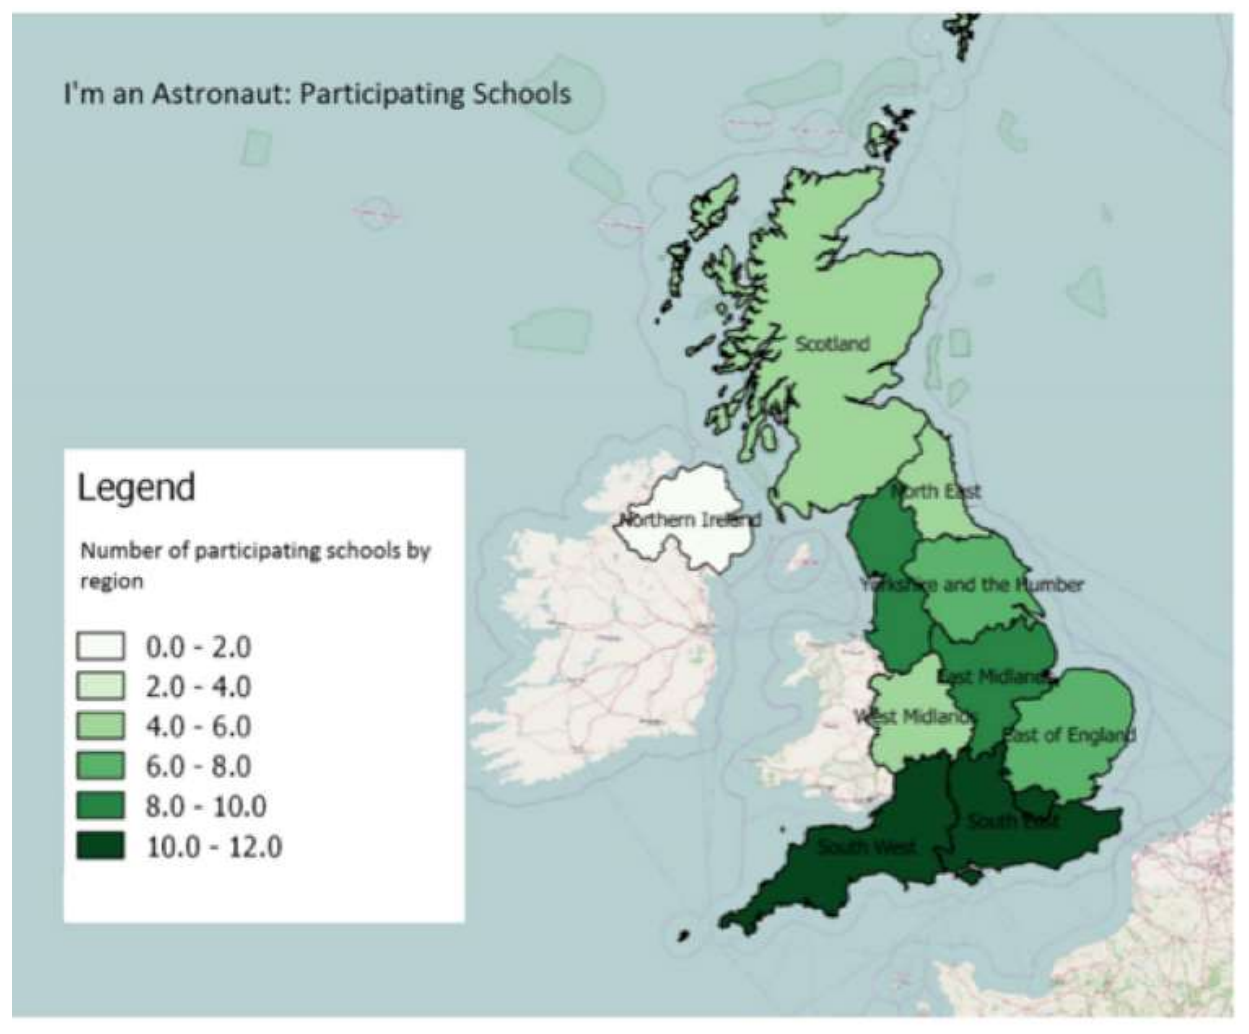 I'm an Astronaut: Participating Schools
Scotland
Legend
North East
Northern Ireland
Number of participating schools by
region
Yorkshire and the Humber
0.0 - 2.0
2.0 - 4.0
East Midlands
4.0 - 6.0
West Midlands
East of England
6.0 - 8.0
8.0 - 10.0
South East
10.0 - 12.0
South West